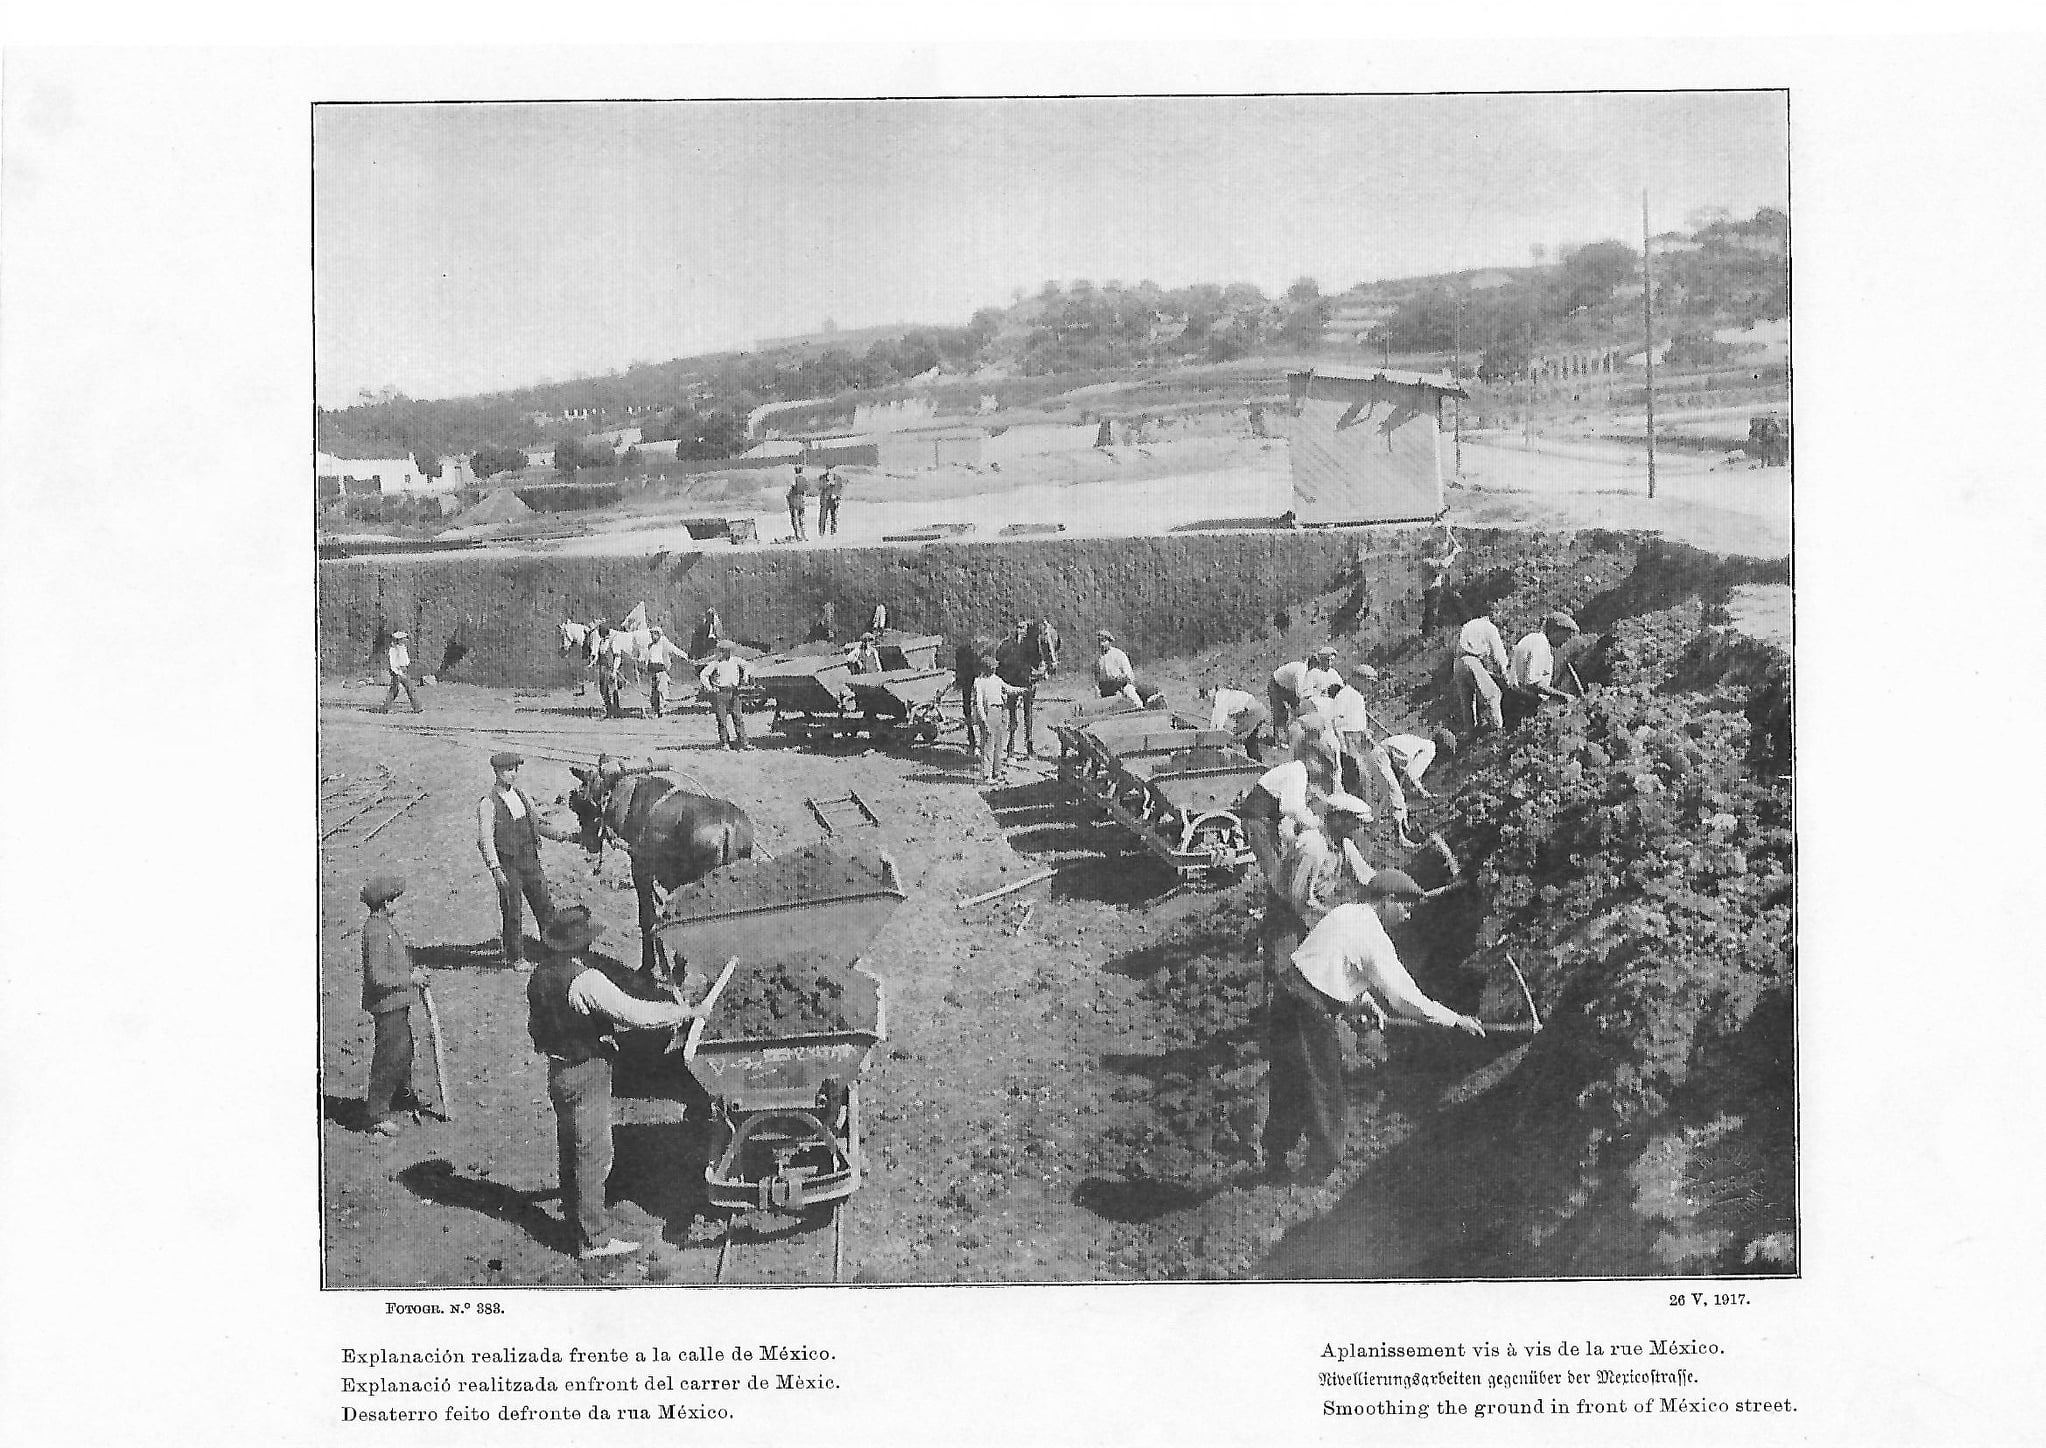 FOTOGR. N.º 383.
26 V, 1917.
Explanación realizada frente a la calle de México.
Explanació realitzada enfront del carrer de Mèxic.
Desaterro feito defronte da rua México.
Aplanissement vis à vis de la rue México.
Nivellierungsarbeiten gegenüber der Mexicoſtraſſe.
Smoothing the ground in front of México street.